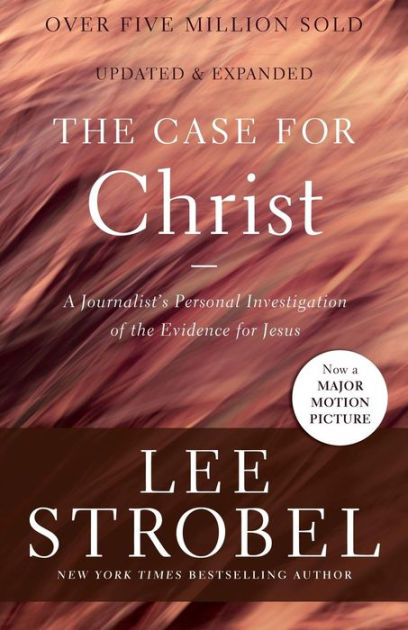 OVER FIVE MILLION SOLD
UPDATED & EXPANDED
THE CASE FOR
Christ
A Journalist's Personal Investigation
of the Evidence for Jesus
Now a
MAJOR
MOTION
PICTURE
LEE
STROBEL
NEW YORK TIMES BESTSELLING AUTHOR